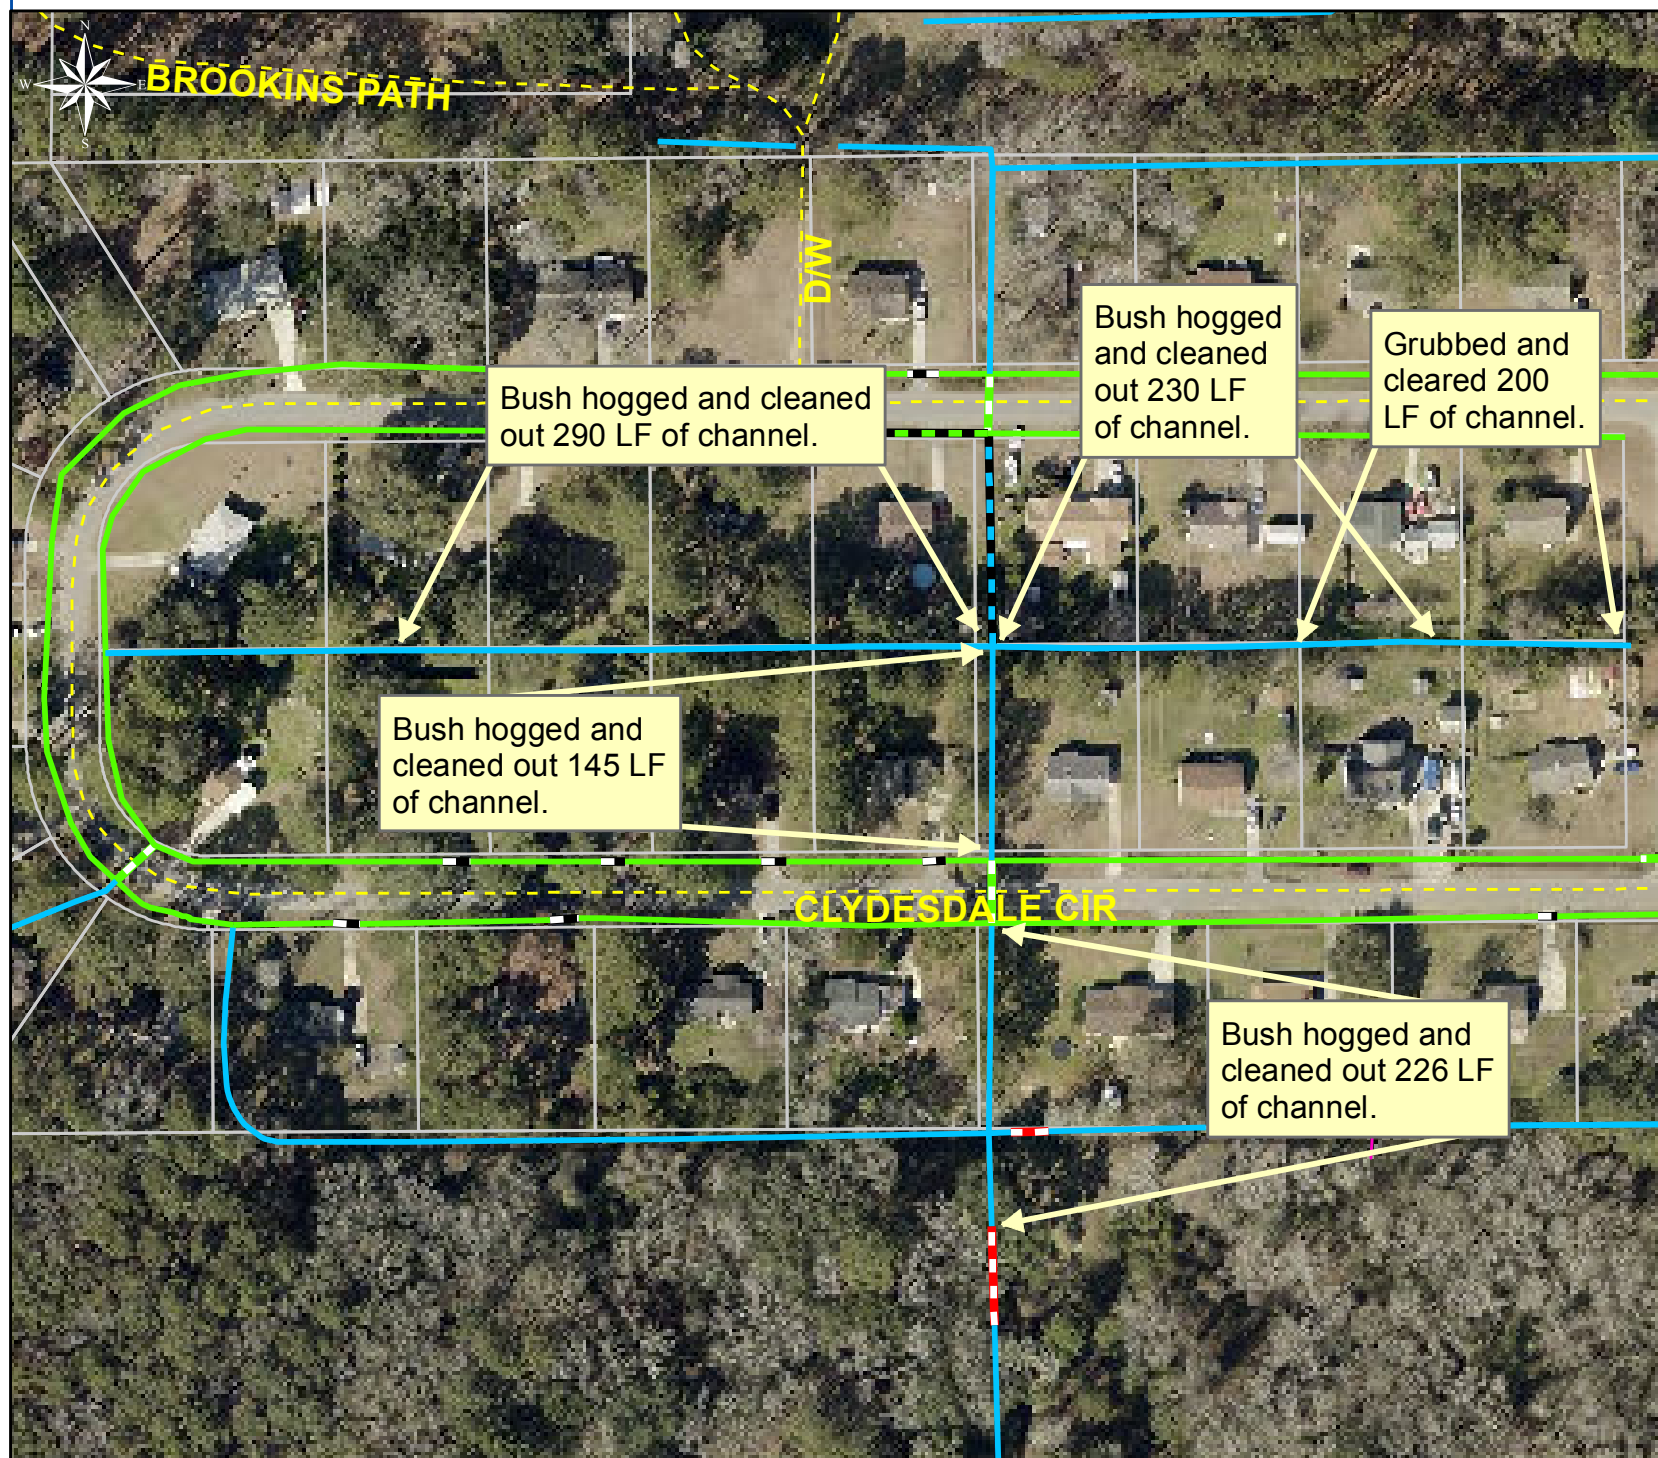 N
W E
S
BROOKINS PATH
D/W
Bush hogged
and cleaned
out 230 LF
of channel.
Grubbed and
cleared 200
LF of channel.
Bush hogged and cleaned
out 290 LF of channel.
Bush hogged and
cleaned out 145 LF
of channel.
CLYDESDALE CIR
Bush hogged and
cleaned out 226 LF
of channel.